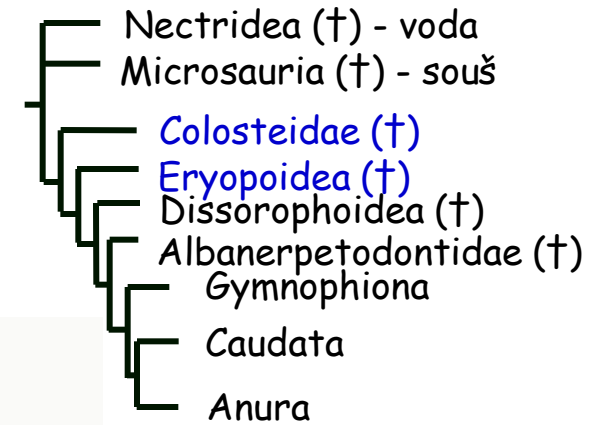 Nectridea (†) - voda
Microsauria (†) - souš
Colosteidae (†)
Eryopoidea (†)
Dissorophoidea (†)
Albanerpetodontidae (†)
Gymnophiona
Caudata
Anura